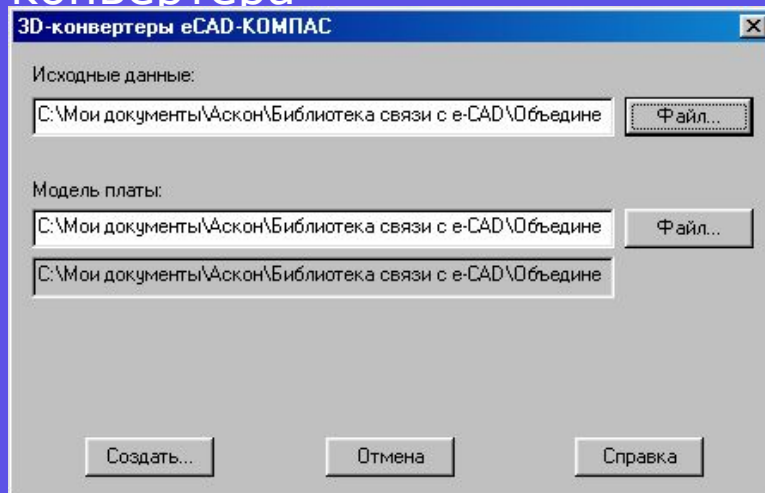 конвертера
3D-конвертеры eCAD-КОМПАС
Исходные данные:
C:\Мои документы\Аскон\Библиотека связи с e-CAD\Объедине
Файл...
Модель платы:
C:\Мои документы\Аскон\Библиотека связи с e-CAD\Объедине
Файл...
C:\Мои документы\Аскон\Библиотека связи с e-CAD\Объедине
Создать... Отмена Справка